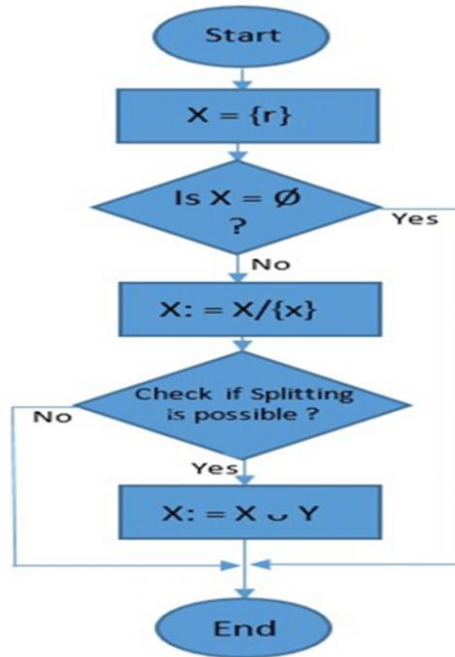 Start
X = {r}
Is X = Ø
?
Yes
No
X: = X/{x}
Check if Splitting
is possible ?
No
Yes
X: = X ᴗ Y
End